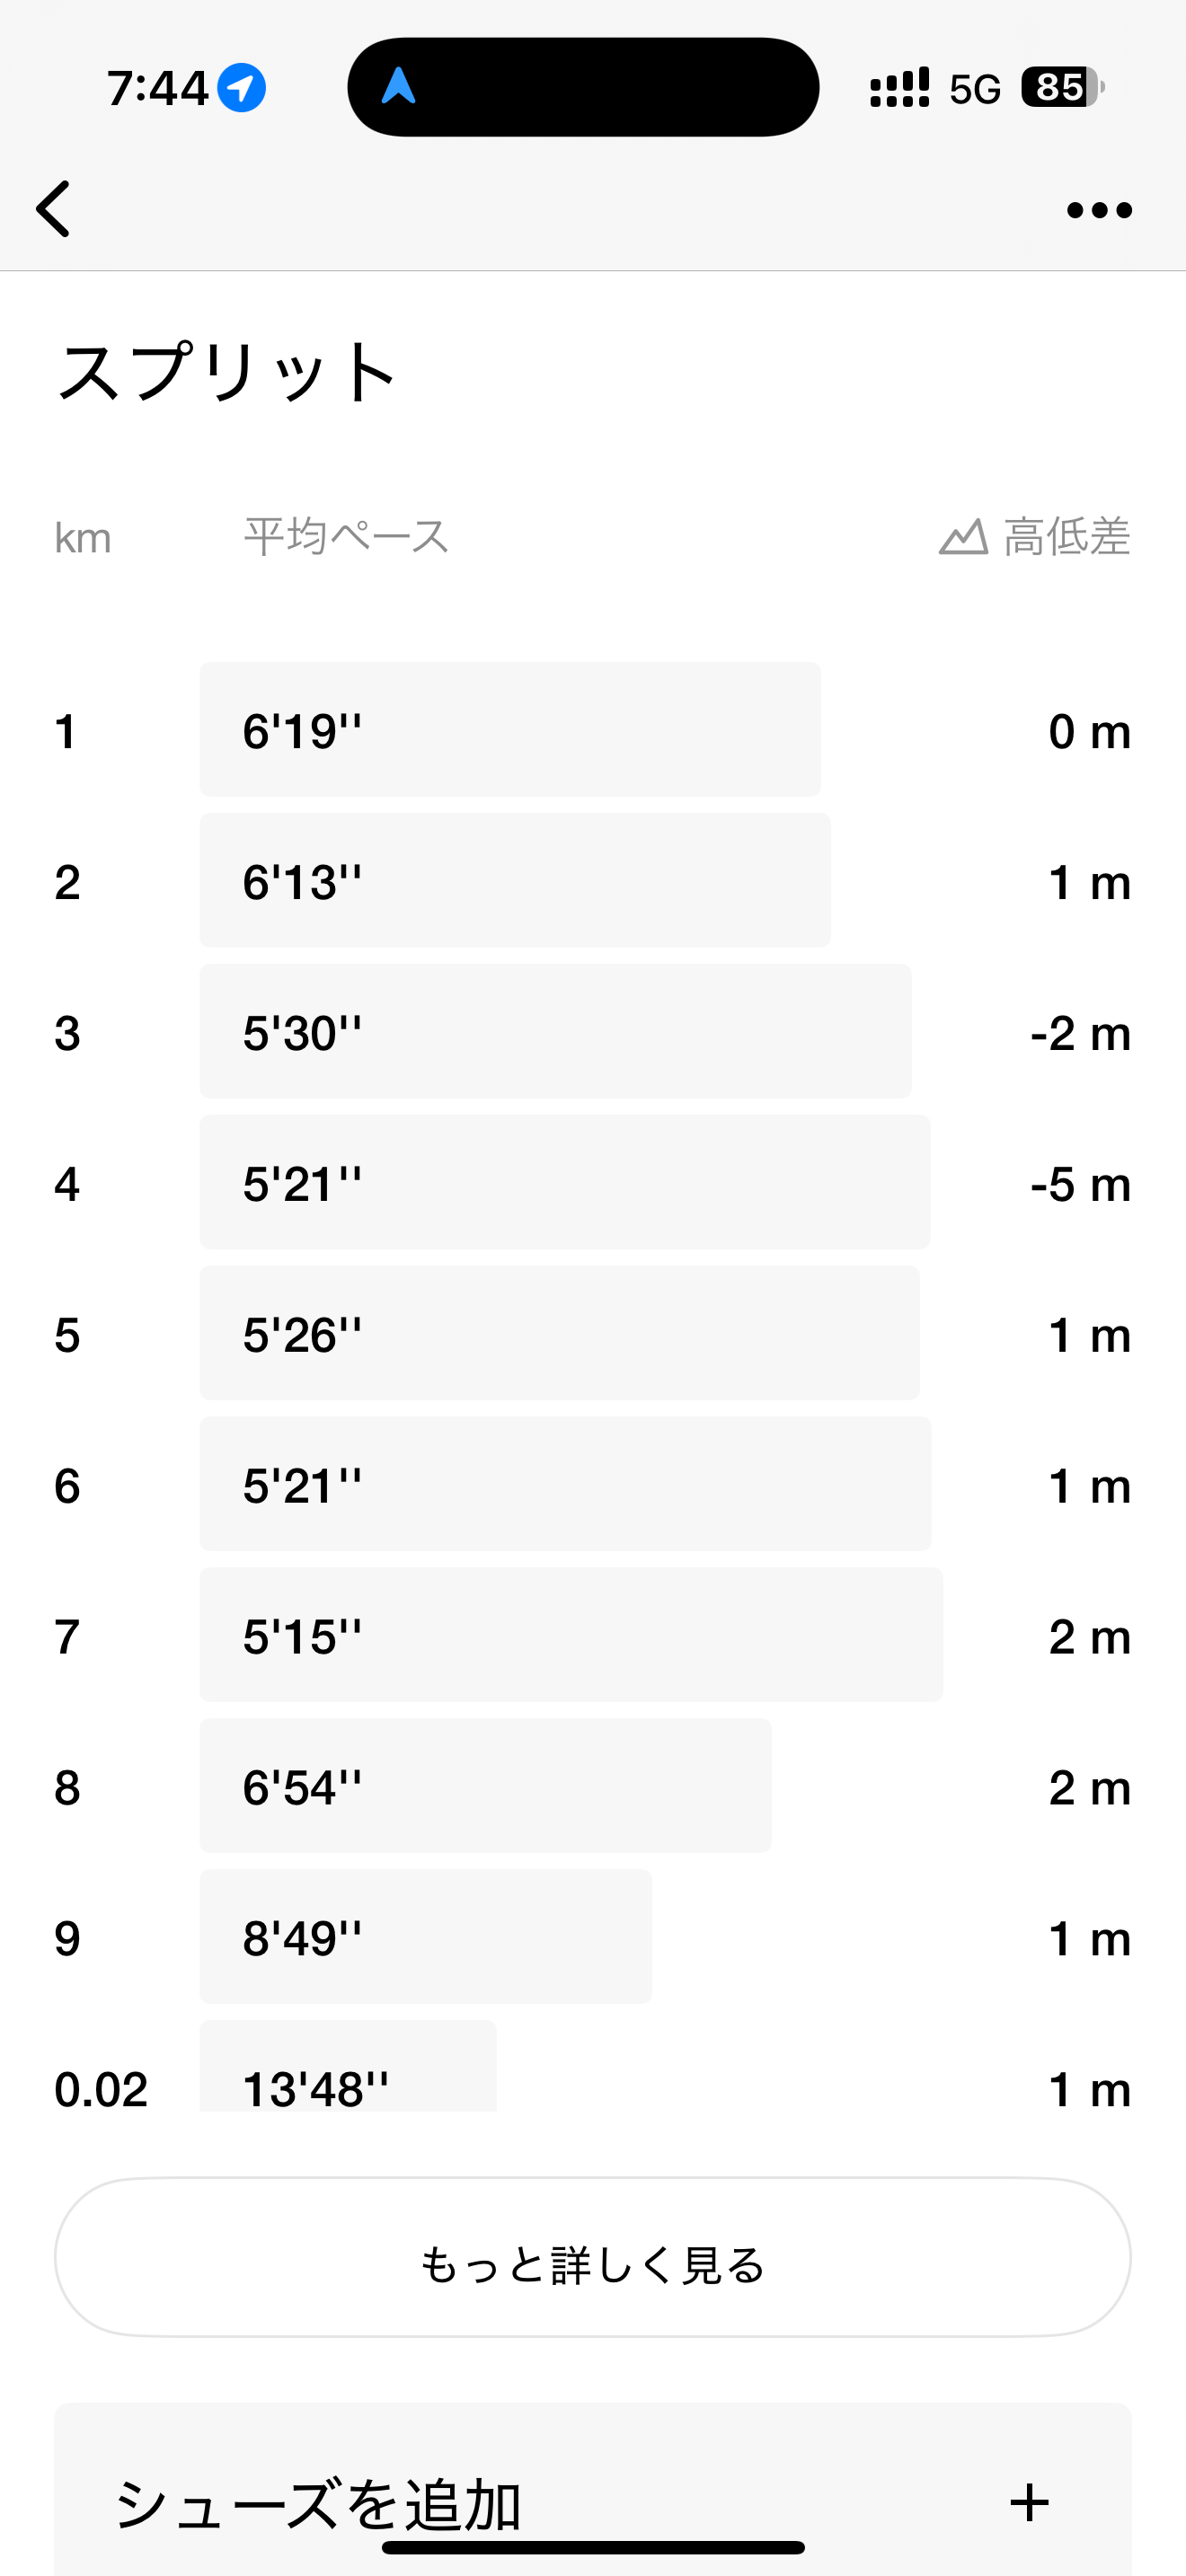 7:44 5G 85
スプリット
km 平均ペース 高低差
1 6'19'' 0 m
2 6'13'' 1 m
3 5'30'' -2 m
4 5'21'' -5 m
5 5'26'' 1 m
6 5'21'' 1 m
7 5'15'' 2 m
8 6'54'' 2 m
9 8'49'' 1 m
0.02 13'48'' 1 m
もっと詳しく見る
シューズを追加 +